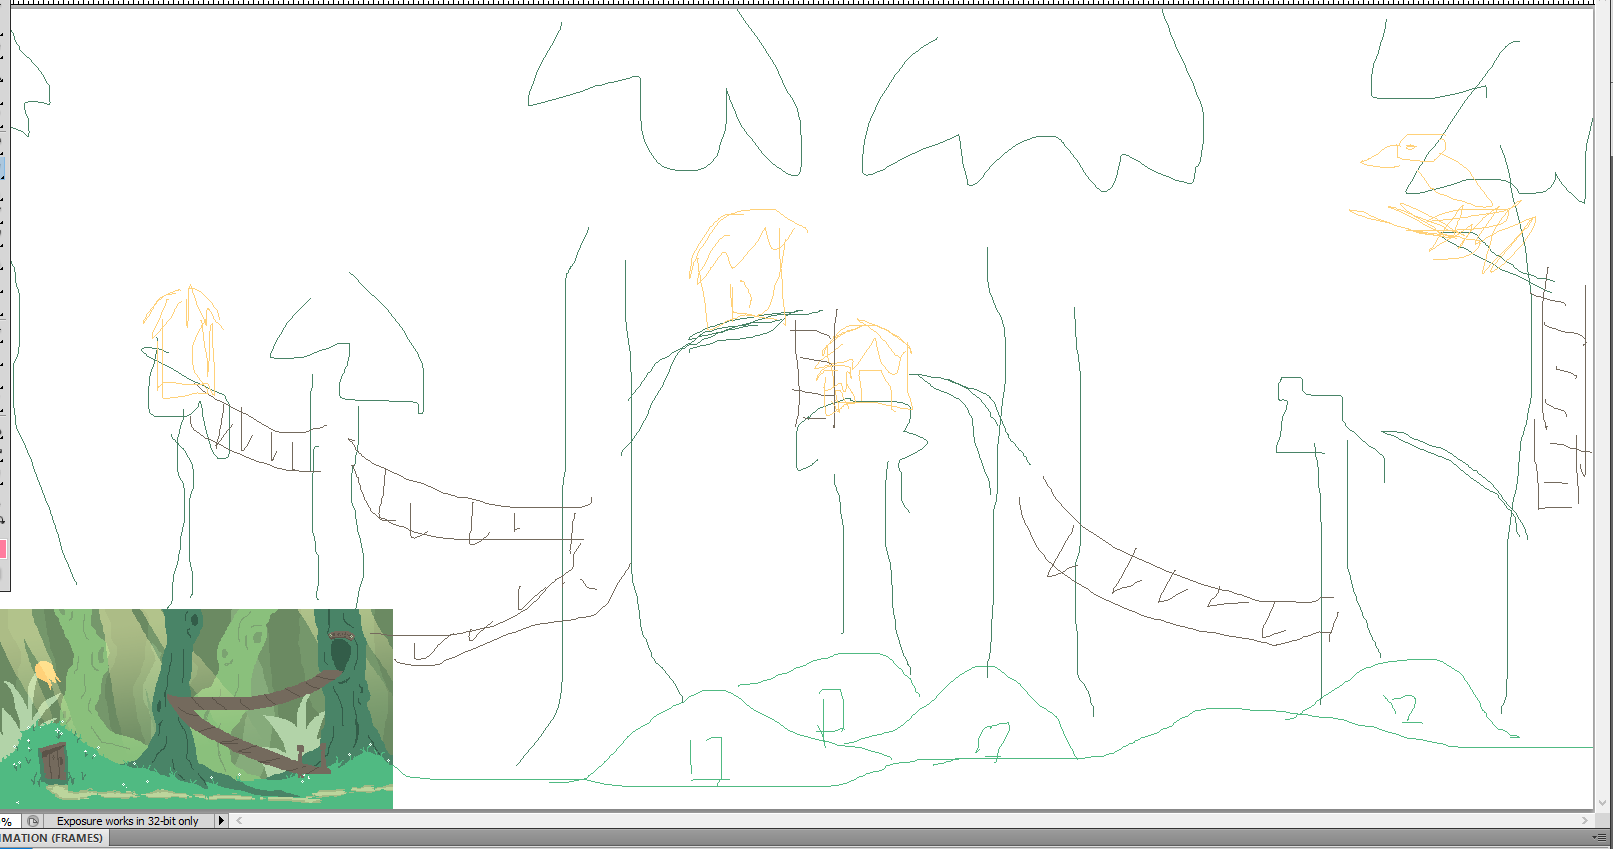 %
Exposure works in 32-bit only
IMATION (FRAMES)